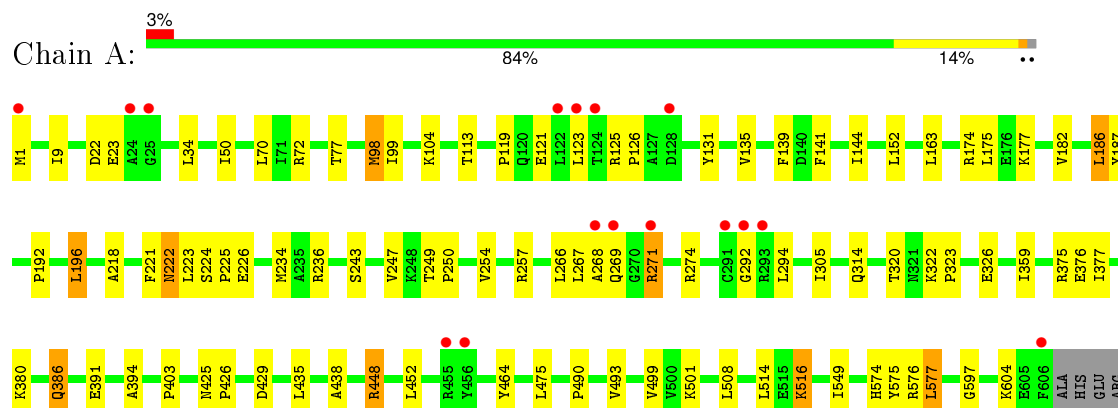 3%
Chain A:
84% 14% ••
M1 I9 D22 E23 A24 G25 L34 I50 L70 I71 R72 T77 M98 I99 K104 T113 P119 Q120 E121 L122 L123 T124 R125 P126 A127 D128 Y131 V135 F139 D140 F141 I144 L152 L163 R174 L175 E176 K177 V182 L186 Y187
P192 L196 A218 F221 N222 L223 S224 P225 E226 M234 A235 R236 S243 V247 K248 T249 P250 V254 R257 L266 L267 A268 Q269 G270 R271 R274 C291 G292 R293 L294 I305 Q314 T320 N321 K322 P323 E326 I359 R375 E376 I377
K380 Q386 E391 A394 P403 N425 P426 D429 L435 A438 R448 L452 R455 Y456 Y464 L475 P490 V493 V499 V500 K501 L508 L514 E515 K516 I549 H574 Y575 R576 L577 G597 K604 E605 F606 ALA HIS GLU